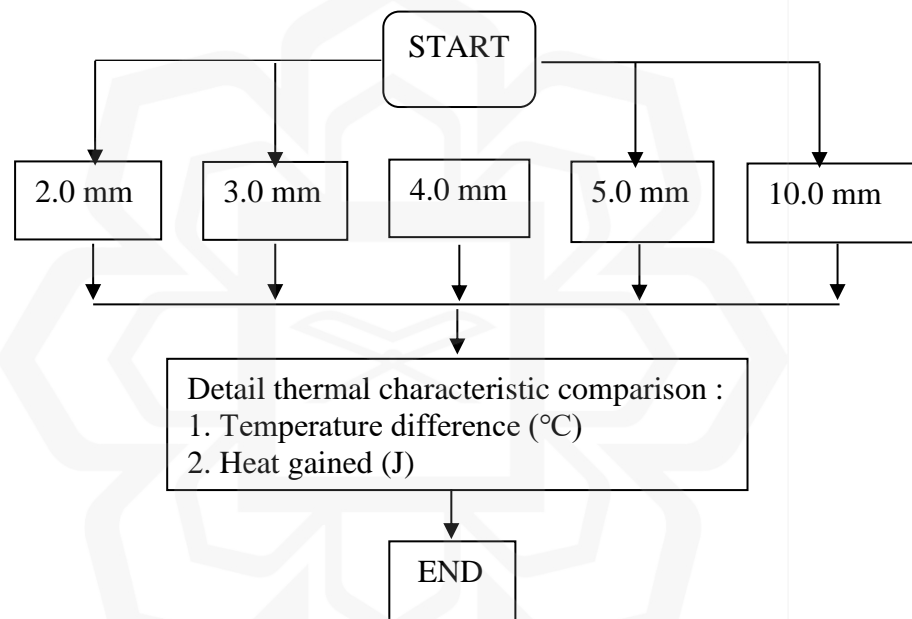 START
2.0 mm
3.0 mm
4.0 mm
5.0 mm
10.0 mm
Detail thermal characteristic comparison :
1. Temperature difference (°C)
2. Heat gained (J)
END